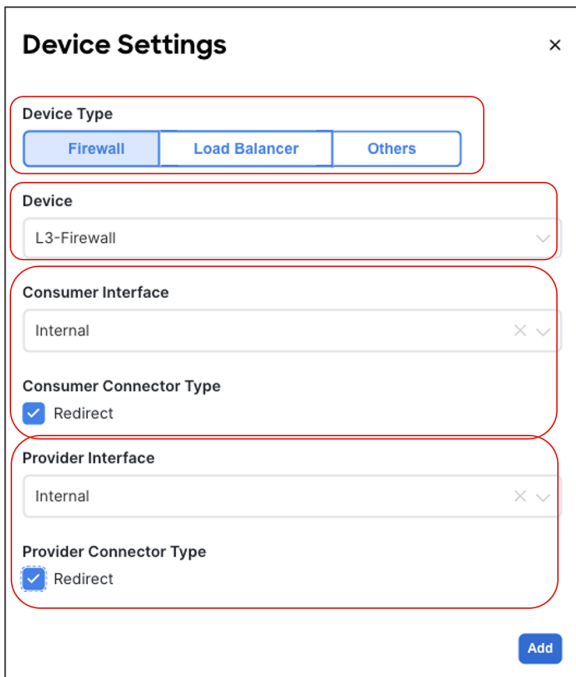 Device Settings
Device Type
Firewall Load Balancer Others
Device
L3-Firewall
Consumer Interface
Internal
Consumer Connector Type
Redirect
Provider Interface
Internal
Provider Connector Type
Redirect
Add